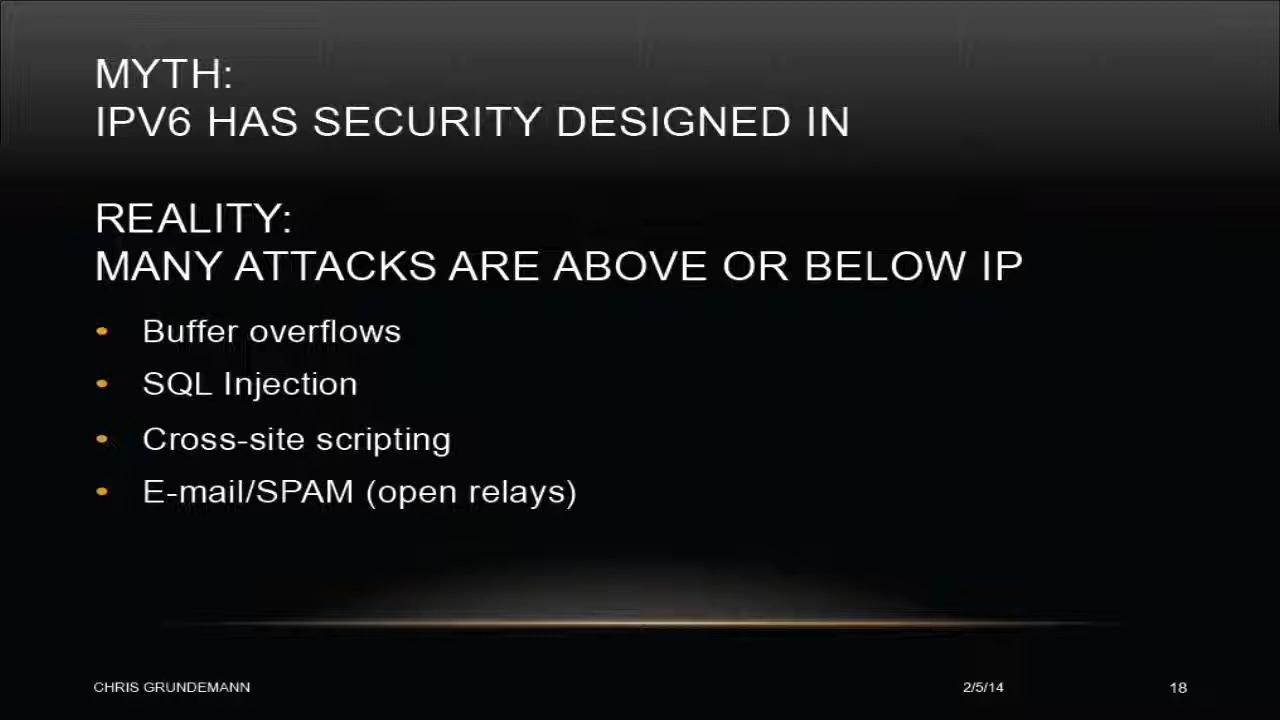 MYTH:
IPV6 HAS SECURITY DESIGNED IN
REALITY:
MANY ATTACKS ARE ABOVE OR BELOW IP
• Buffer overflows
• SQL Injection
• Cross-site scripting
• E-mail/SPAM (open relays)
CHRIS GRUNDEMANN 2/5/14 18